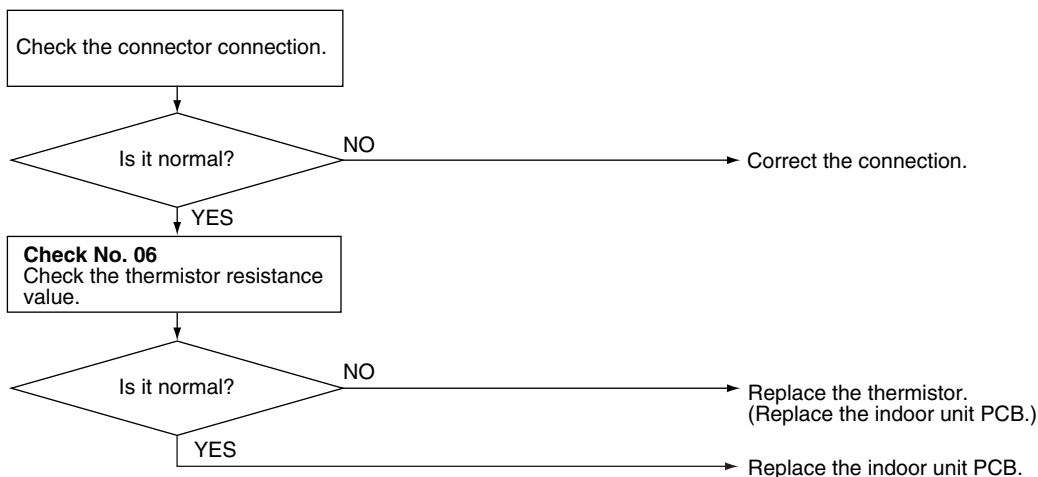 Check the connector connection.
Is it normal?
NO
Correct the connection.
YES
Check No. 06
Check the thermistor resistance
value.
Is it normal?
NO
Replace the thermistor.
(Replace the indoor unit PCB.)
YES
Replace the indoor unit PCB.